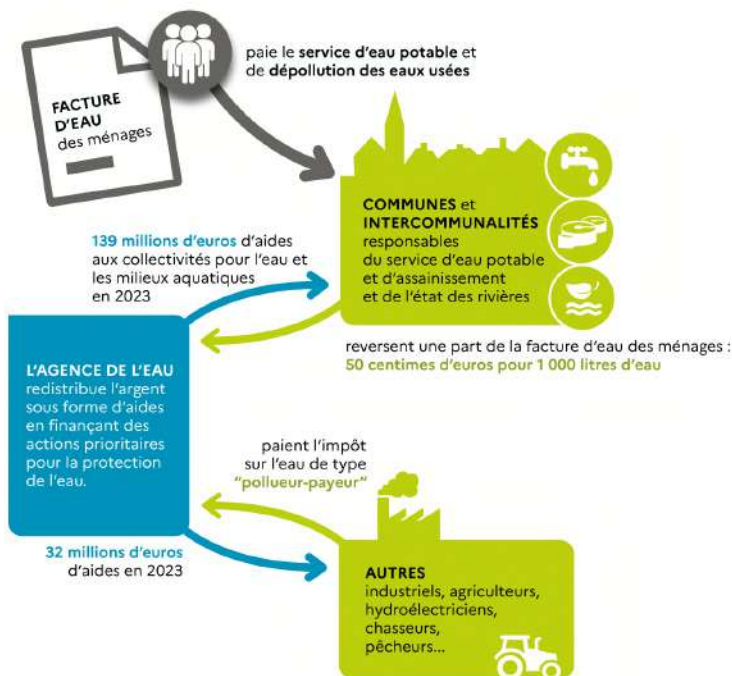 paie le service d'eau potable et
de dépollution des eaux usées
FACTURE
D'EAU
des ménages
COMMUNES et
INTERCOMMUNALITÉS
responsables
du service d'eau potable
et d'assainissement
et de l'état des rivières
139 millions d'euros d'aides
aux collectivités pour l'eau et
les milieux aquatiques
en 2023
reversent une part de la facture d'eau des ménages :
50 centimes d'euros pour 1 000 litres d'eau
L'AGENCE DE L'EAU
redistribue l'argent
sous forme d'aides
en finançant des
actions prioritaires
pour la protection
de l'eau.
paient l'impôt
sur l'eau de type
"pollueur-payeur"
32 millions d'euros
d'aides en 2023
AUTRES
industriels, agriculteurs,
hydroélectriciens,
chasseurs,
pêcheurs...